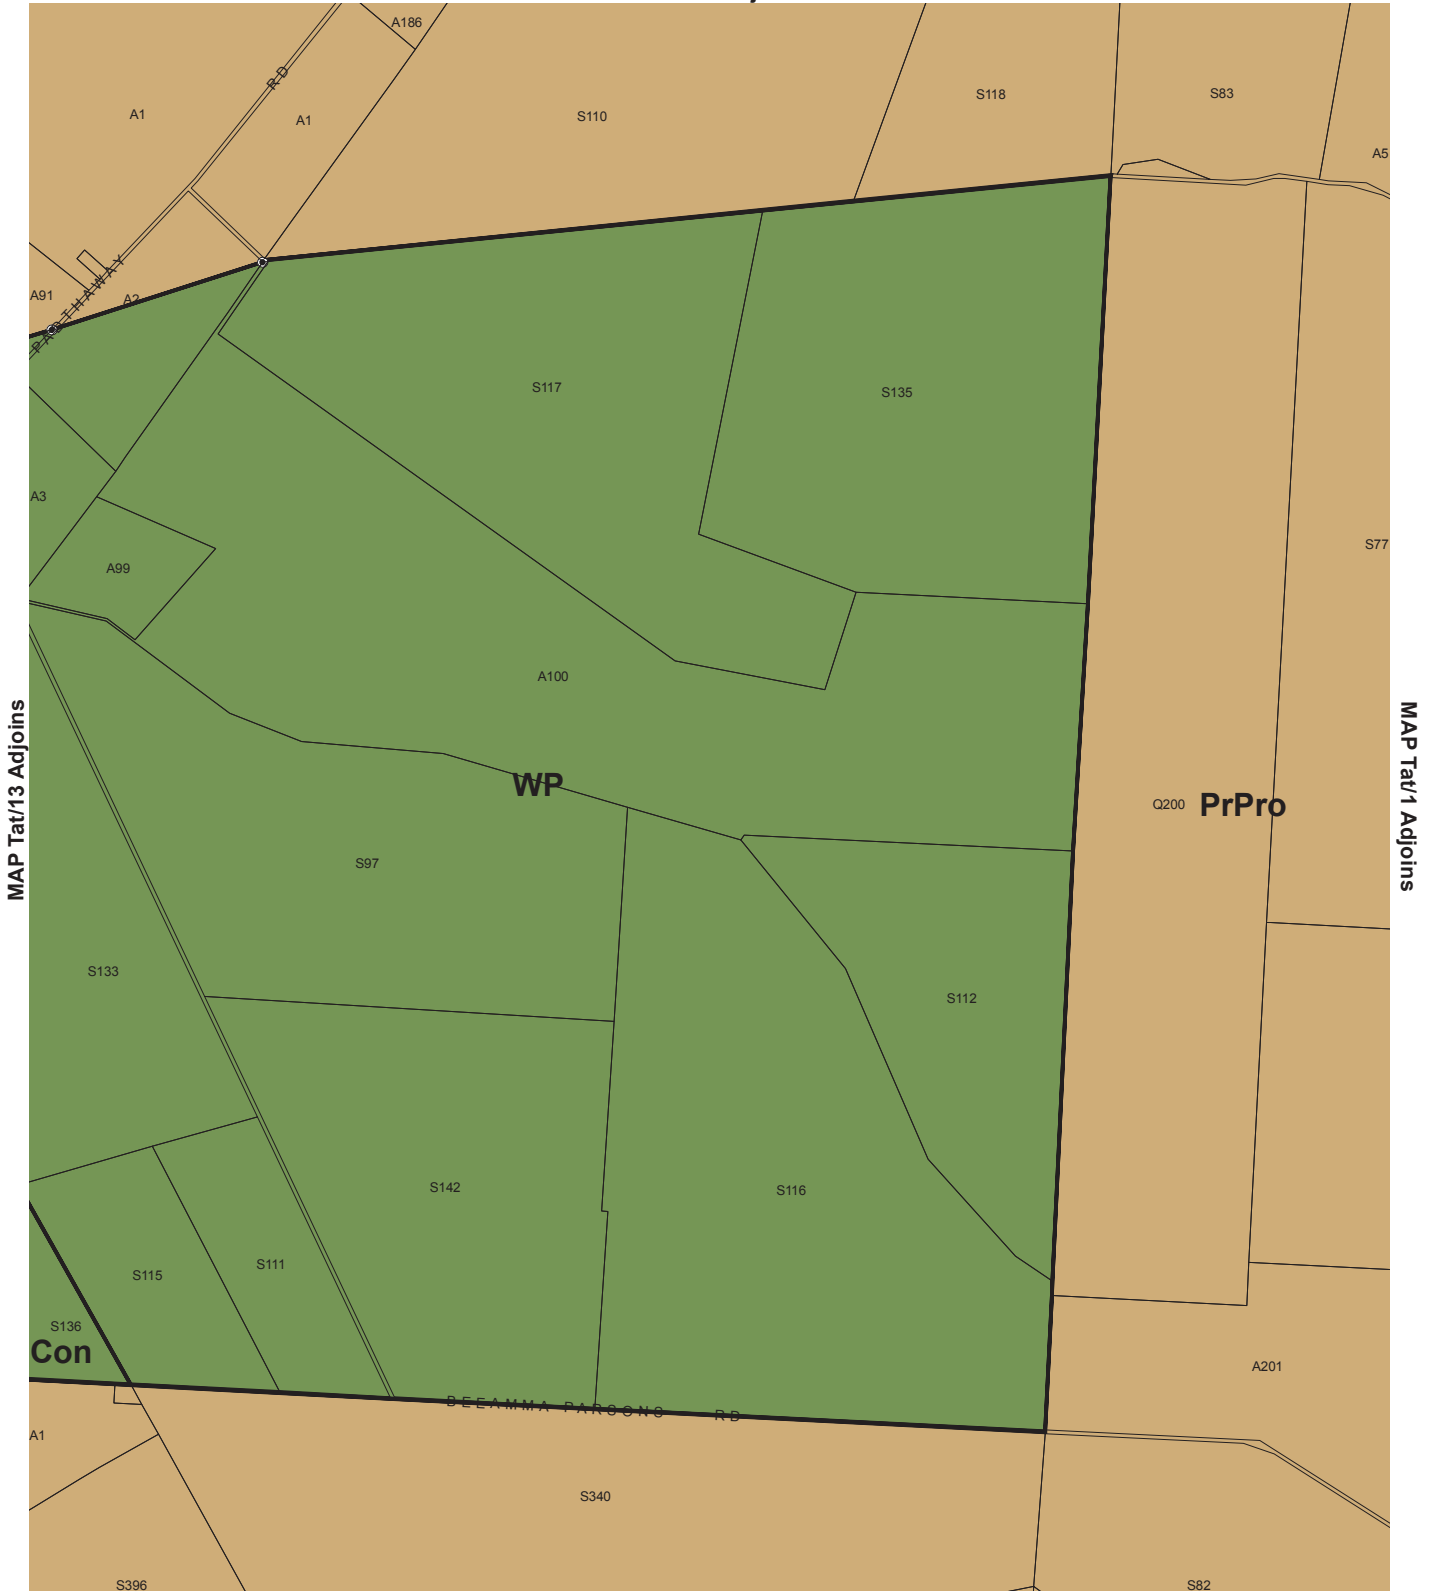 A186
RD
S118
S83
A1
S110
A1
A5
PADTHAWAY
A91
A2
S117
S135
A3
S77
A99
A100
MAP Tat/13 Adjoins
MAP Tat/1 Adjoins
WP
Q200
PrPro
S97
S133
S112
S142
S116
S111
S115
S136
Con
A201
BEEAMMA PARSONS RD
A1
S340
S396
S82